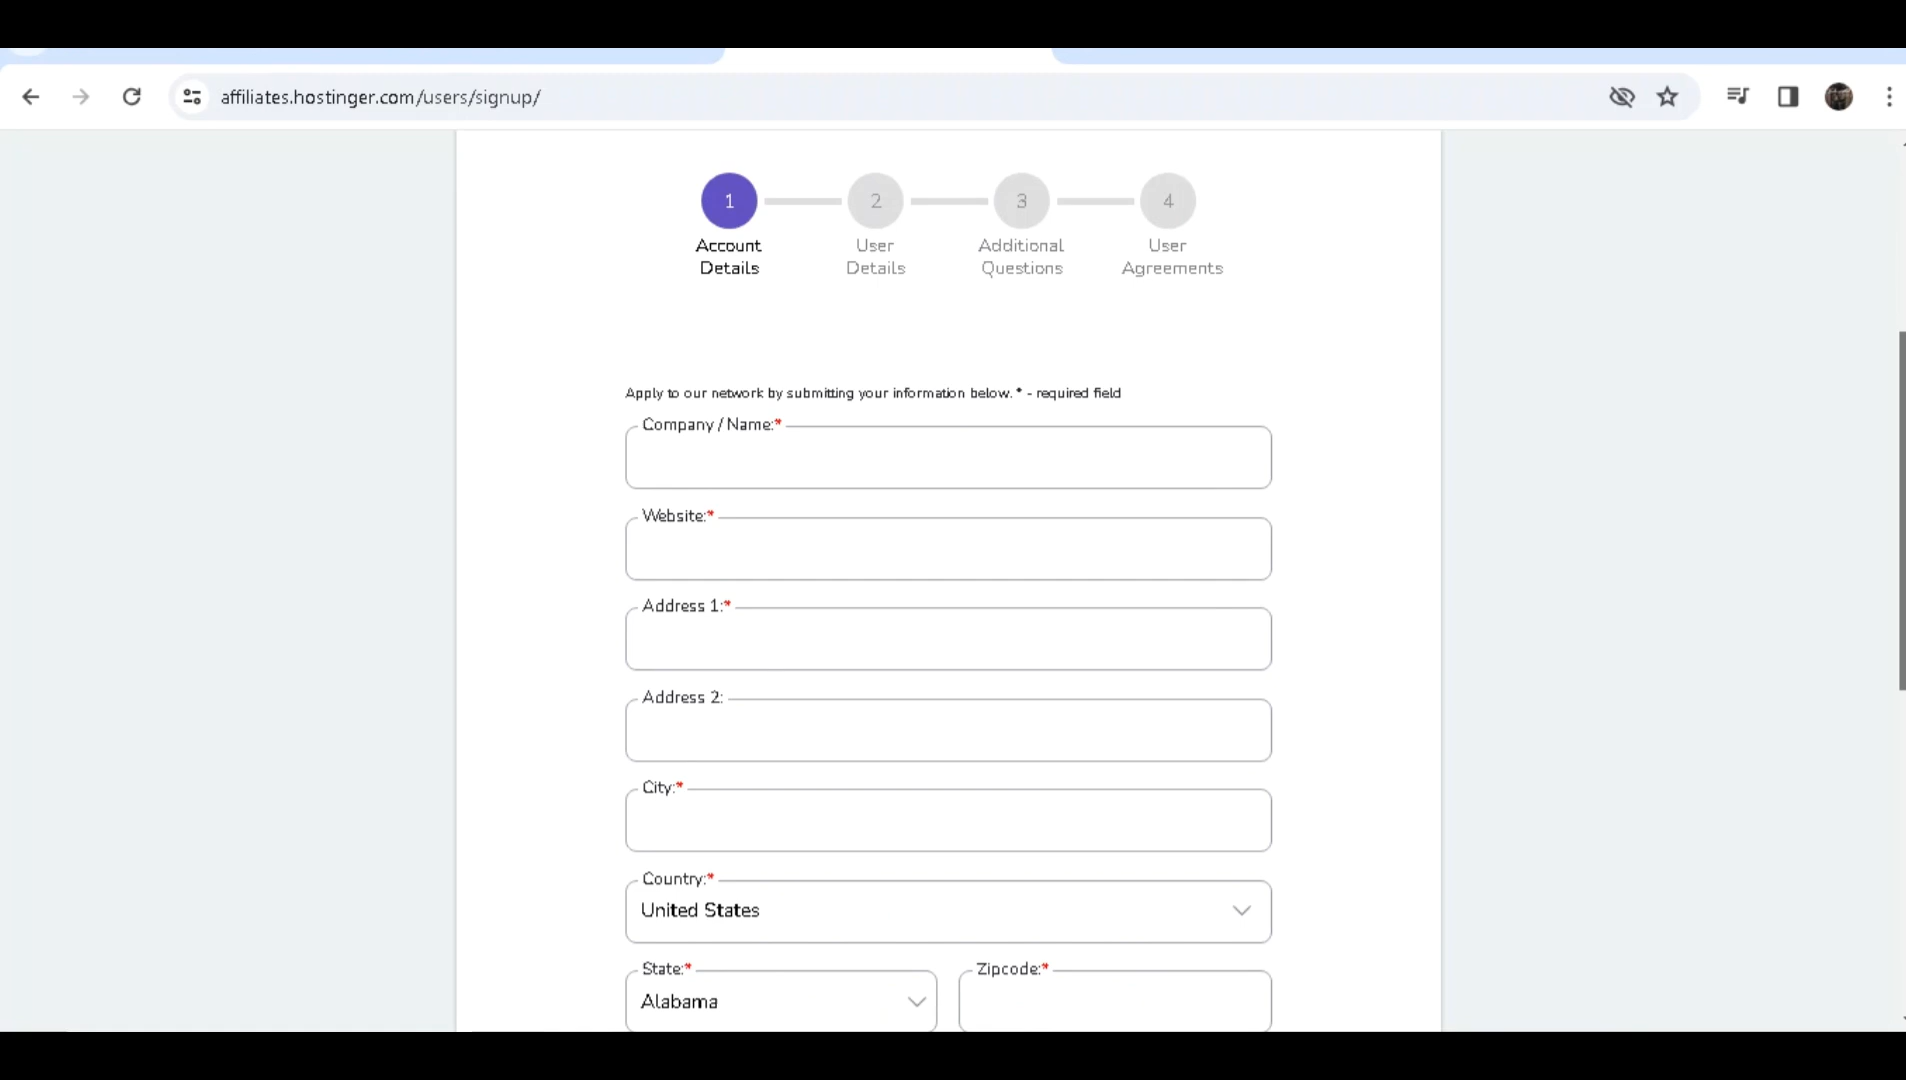 affiliates.hostinger.com/users/signup/
1
2
3
4
Account
Details
User
Details
Additional
Questions
User
Agreements
Apply to our network by submitting your information below. * - required field
Company / Name:*
Website:*
Address 1:*
Address 2:
City:*
Country:*
United States
State:*
Zipcode:*
Alabama